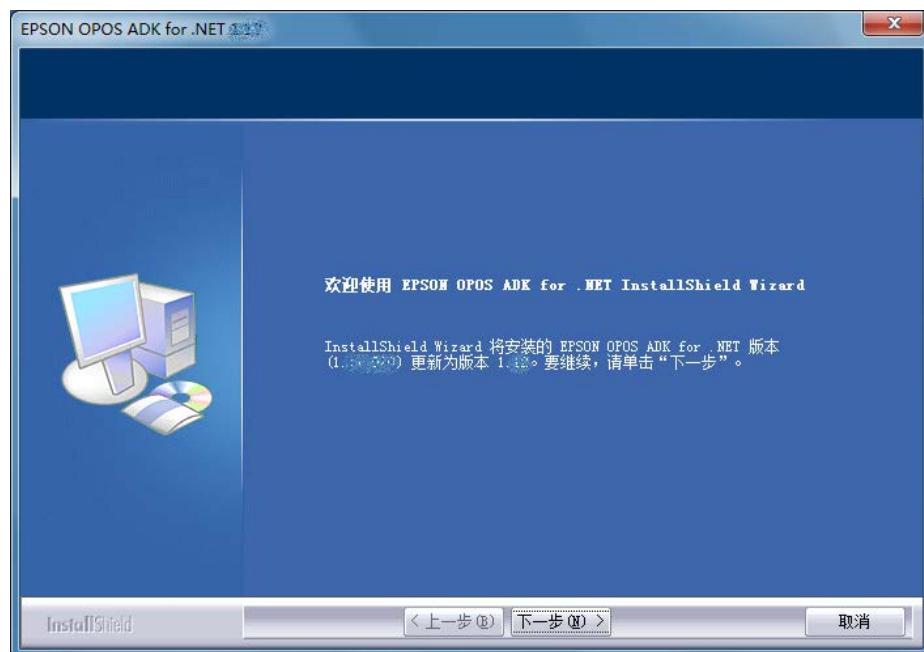 EPSON OPOS ADK for .NET
欢迎使用 EPSON OPOS ADK for .NET InstallShield Wizard
InstallShield Wizard 将安装的 EPSON OPOS ADK for .NET 版本
(1. ) 更新为版本 1. 。要继续，请单击“下一步”。
InstallShield
< 上一步(B)
下一步(N) >
取消